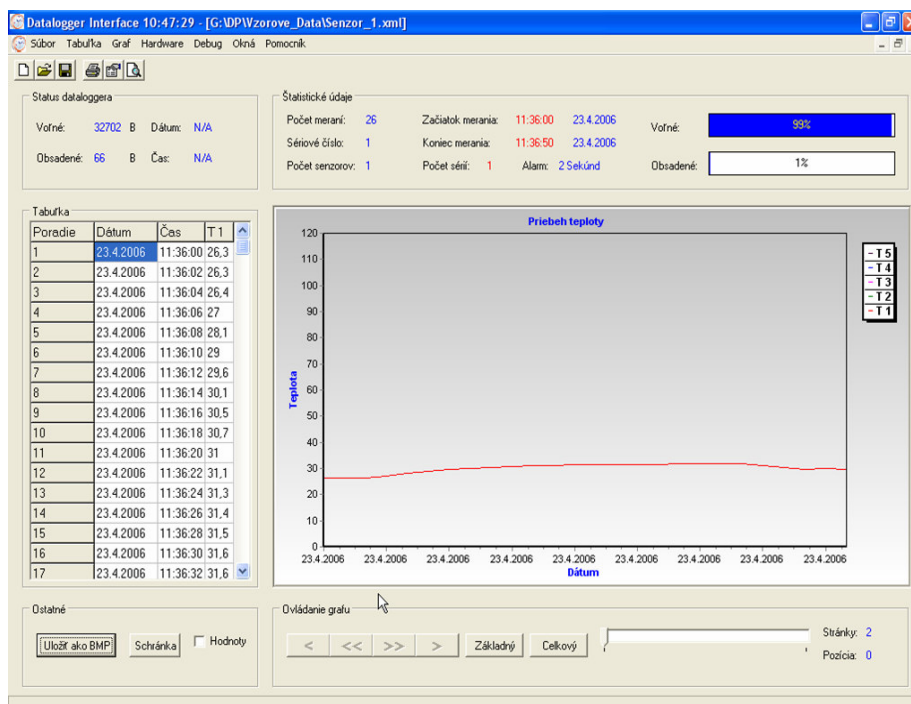 Datalogger Interface 10:47:29 - [G:\DP\Vzorove_Data\Senzor_1.xml]
Súbor Tabuľka Graf Hardware Debug Okná Pomocník
Status dataloggera
Voľné: 32702 B Dátum: N/A
Obsadené: 66 B Čas: N/A
Štatistické údaje
Počet meraní: 26 Začiatok merania: 11:36:00 23.4.2006
Sériové číslo: 1 Koniec merania: 11:36:50 23.4.2006
Počet senzorov: 1 Počet sérií: 1 Alarm: 2 Sekúnd
Voľné: 99%
Obsadené: 1%
Tabuľka
Poradie Dátum Čas T 1
1 23.4.2006 11:36:00 26,3
2 23.4.2006 11:36:02 26,3
3 23.4.2006 11:36:04 26,4
4 23.4.2006 11:36:06 27
5 23.4.2006 11:36:08 28,1
6 23.4.2006 11:36:10 29
7 23.4.2006 11:36:12 29,6
8 23.4.2006 11:36:14 30,1
9 23.4.2006 11:36:16 30,5
10 23.4.2006 11:36:18 30,7
11 23.4.2006 11:36:20 31
12 23.4.2006 11:36:22 31,1
13 23.4.2006 11:36:24 31,3
14 23.4.2006 11:36:26 31,4
15 23.4.2006 11:36:28 31,5
16 23.4.2006 11:36:30 31,6
17 23.4.2006 11:36:32 31,6
Priebeh teploty
120
110
100
90
80
70
60
50
40
30
20
10
0
Teplota
23.4.2006 23.4.2006 23.4.2006 23.4.2006 23.4.2006 23.4.2006 23.4.2006 23.4.2006 23.4.2006
Dátum
T 5
T 4
T 3
T 2
T 1
Ostatné
Uložiť ako BMP Schránka Hodnoty
Ovládanie grafu
< << >> > Základný Celkový
Stránky: 2
Pozícia: 0